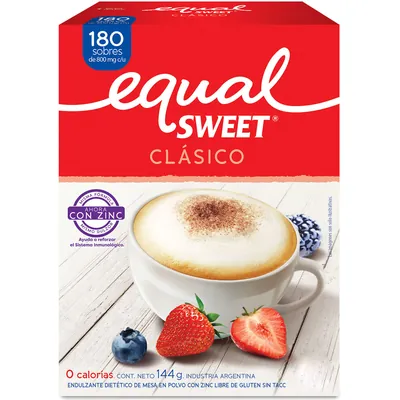 180
sobres
de 800 mg c/u
equal
SWEET®
CLÁSICO
AHORA
CON ZINC
Ayuda a reforzar
el Sistema Inmunológico.
0 calorías. CONT. NETO 144g. INDUSTRIA ARGENTINA
ENDULZANTE DIETÉTICO DE MESA EN POLVO CON ZINC LIBRE DE GLUTEN SIN TACC